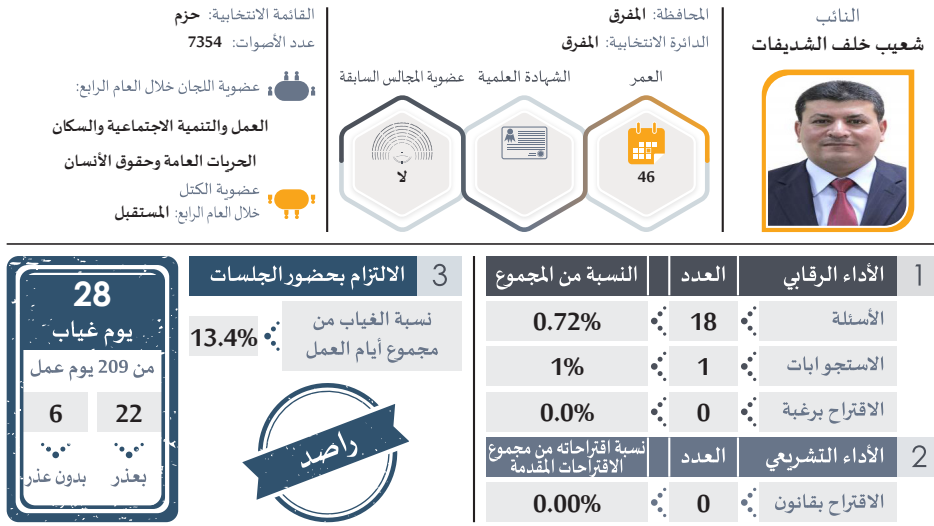 النائب
شعيب خلف الشديفات
المحافظة: المفرق
الدائرة الانتخابية: المفرق
العمر
46
الشهادة العلمية
عضوية المجالس السابقة
لا
القائمة الانتخابية: حزم
عدد الأصوات: 7354
عضوية اللجان خلال العام الرابع:
العمل والتنمية الاجتماعية والسكان
الحريات العامة وحقوق الأنسان
عضوية الكتل
خلال العام الرابع: المستقبل
1 الأداء الرقابي العدد النسبة من المجموع
الأسئلة 18 0.72%
الاستجوابات 1 1%
الاقتراح برغبة 0 0.0%
2 الأداء التشريعي العدد نسبة اقتراحاته من مجموع
الاقتراحات المقدمة
الاقتراح بقانون 0 0.00%
3 الالتزام بحضور الجلسات
نسبة الغياب من
مجموع أيام العمل
13.4%
راصد
28
يوم غياب
من 209 يوم عمل
22 6
بعذر بدون عذر